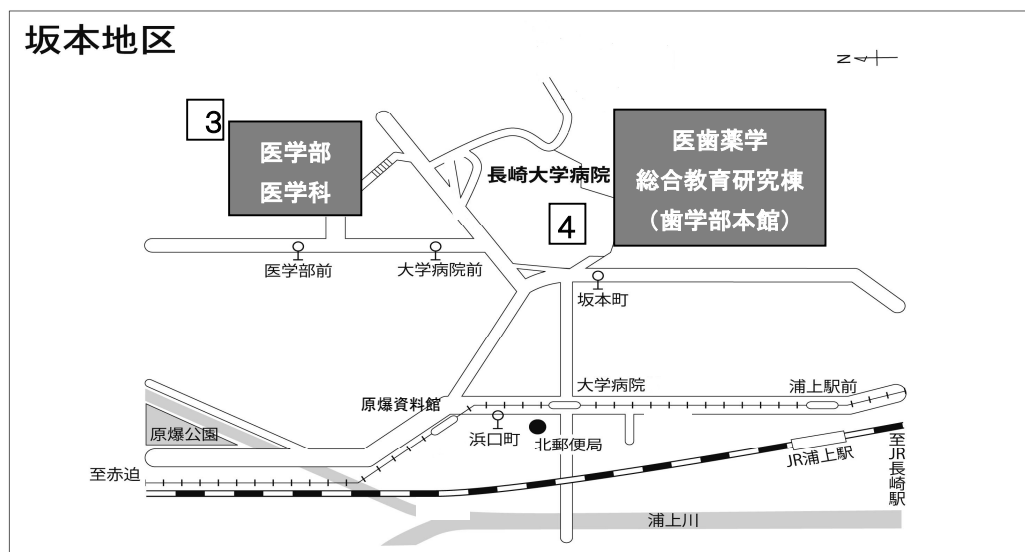 坂本地区
N
3
医学部
医学科
長崎大学病院
医歯薬学
総合教育研究棟
（歯学部本館）
4
医学部前
大学病院前
坂本町
大学病院
浦上駅前
原爆資料館
浜口町
北郵便局
原爆公園
至赤迫
JR浦上駅
至JR長崎駅
浦上川